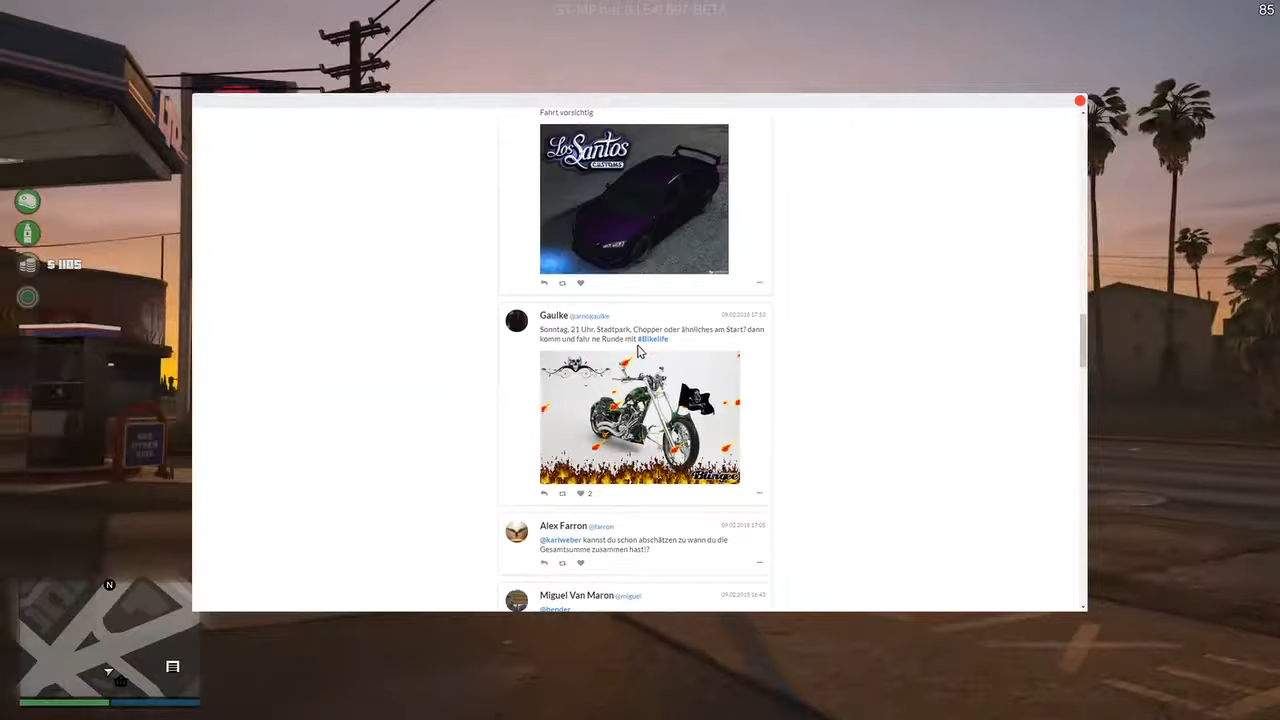 85
Fahrt vorsichtig
Los Santos
CUSTOMS
$ 1105
Gaulke @arnogaulke
09.02.2018 17:53
Sonntag, 21 Uhr. Stadtpark, Chopper oder ähnliches am Start? dann
komm und fahr ne Runde mit #Bikelife
2
Alex Farron @farron
09.02.2018 17:05
@karlweber kannst du schon abschätzen zu wann du die
Gesamtsumme zusammen hast!?
Miguel Van Maron @miguel
09.02.2018 16:43
@bender
N